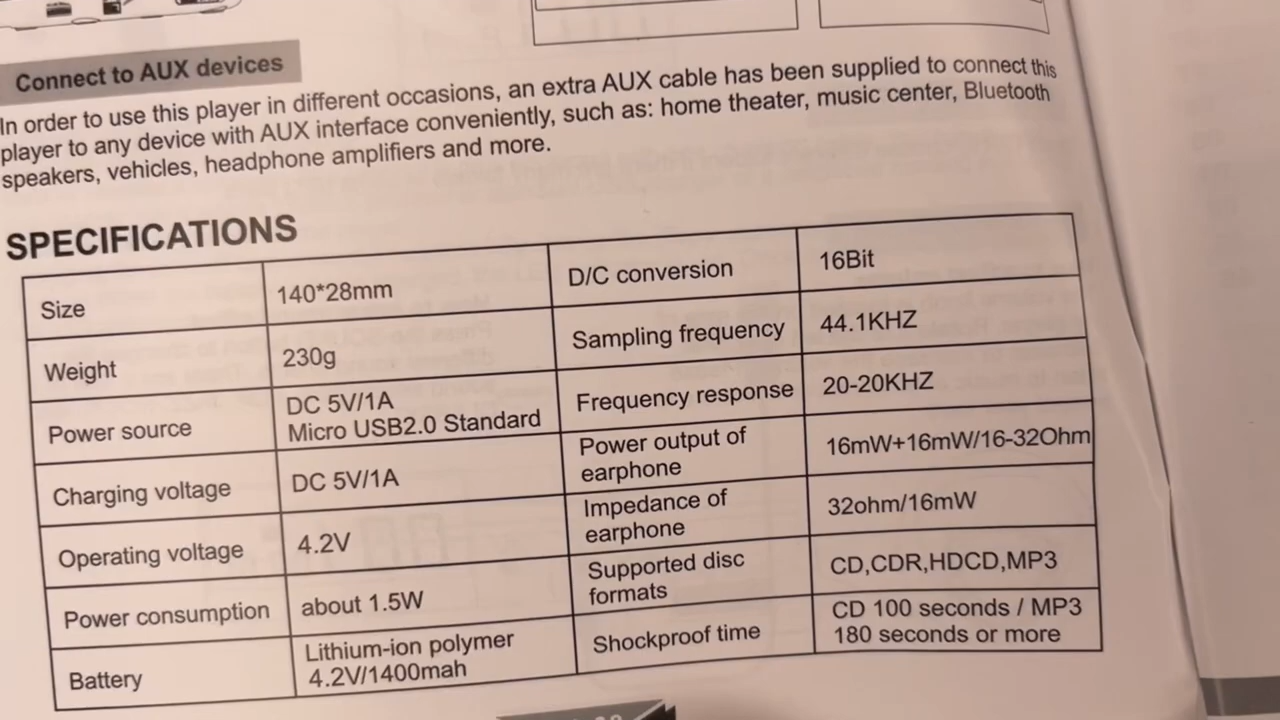 Connect to AUX devices
In order to use this player in different occasions, an extra AUX cable has been supplied to connect this
player to any device with AUX interface conveniently, such as: home theater, music center, Bluetooth
speakers, vehicles, headphone amplifiers and more.
SPECIFICATIONS
Size 140*28mm D/C conversion 16Bit
Weight 230g Sampling frequency 44.1KHZ
Power source DC 5V/1A
Micro USB2.0 Standard Frequency response 20-20KHZ
Charging voltage DC 5V/1A Power output of
earphone 16mW+16mW/16-32Ohm
Operating voltage 4.2V Impedance of
earphone 32ohm/16mW
Power consumption about 1.5W Supported disc
formats CD,CDR,HDCD,MP3
Battery Lithium-ion polymer
4.2V/1400mah Shockproof time CD 100 seconds / MP3
180 seconds or more